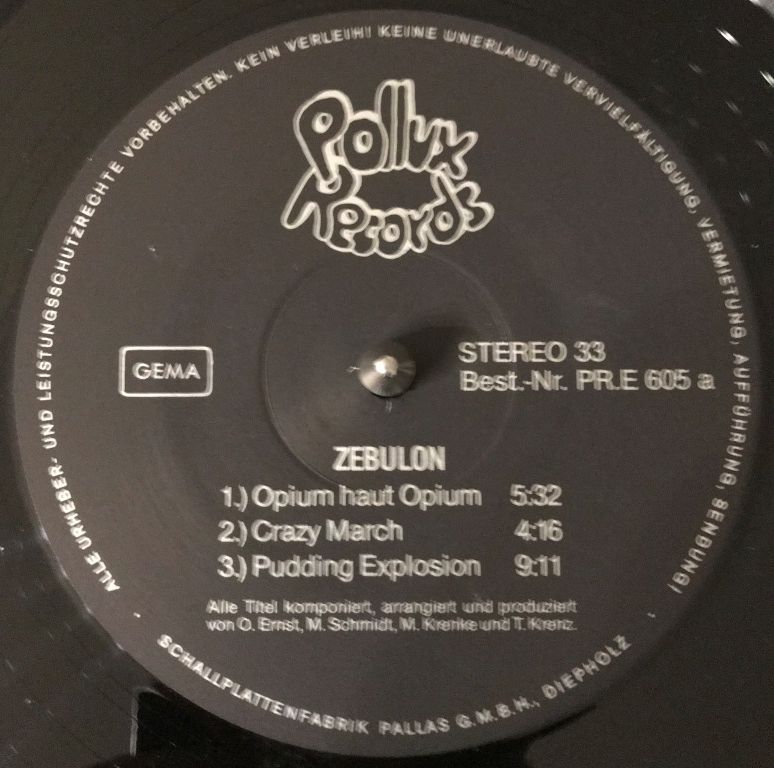 ALLE URHEBER- UND LEISTUNGSSCHUTZRECHTE VORBEHALTEN. KEIN VERLEIH! KEINE UNERLAUBTE VERVIELFÄLTIGUNG, VERMIETUNG, AUFFÜHRUNG, SENDUNG!
Pollux
Records
GEMA
STEREO 33
Best.-Nr. PR.E 605 a
ZEBULON
1.) Opium haut Opium 5:32
2.) Crazy March 4:16
3.) Pudding Explosion 9:11
Alle Titel komponiert, arrangiert und produziert
von O. Ernst, M. Schmidt, M. Krenke und T. Krenz.
SCHALLPLATTENFABRIK PALLAS G.M.B.H., DIEPHOLZ